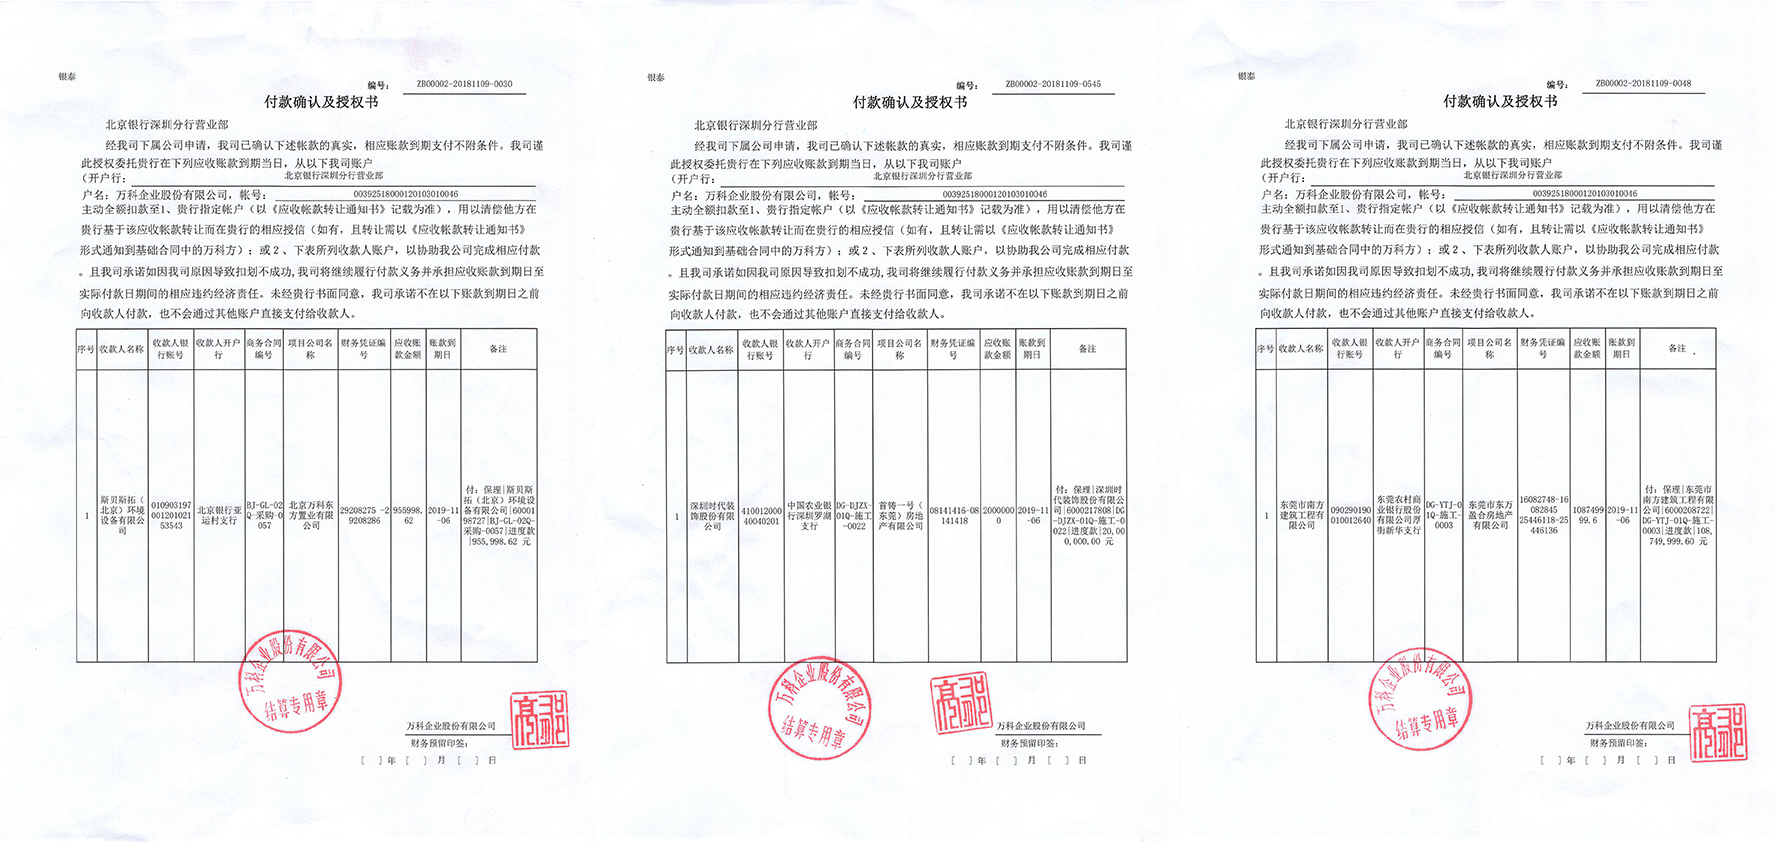 银泰
编号： ZB00002-20181109-0030
付款确认及授权书
北京银行深圳分行营业部
经我司下属公司申请，我司已确认下述帐款的真实，相应账款到期支付不附条件。我司谨
此授权委托贵行在下列应收账款到期当日，从以下我司账户
（开户行： 北京银行深圳分行营业部
户名：万科企业股份有限公司，帐号： 00392518000120103010046
主动全额扣款至1、贵行指定帐户（以《应收帐款转让通知书》记载为准），用以清偿他方在
贵行基于该应收帐款转让而在贵行的相应授信（如有，且转让需以《应收帐款转让通知书》
形式通知到基础合同中的万科方）；或2、下表所列收款人账户，以协助我公司完成相应付款
。且我司承诺如因我司原因导致扣划不成功,我司将继续履行付款义务并承担应收账款到期日至
实际付款日期间的相应违约经济责任。未经贵行书面同意，我司承诺不在以下账款到期日之前
向收款人付款，也不会通过其他账户直接支付给收款人。
序号 收款人名称 收款人银行账号 收款人开户行 商务合同编号 项目公司名称 财务凭证编号 应收账款金额 账款到期日 备注
1 斯贝斯拓（北京）环境设备有限公司 01090319700120102153543 北京银行亚运村支行 BJ-GL-02Q-采购-0057 北京万科东方置业有限公司 29208275 -29208286 955998.62 2019-11-06 付：保理|斯贝斯拓（北京）环境设备有限公司|6000198727|BJ-GL-02Q-采购-0057|进度款|955,998.62 元
万科企业股份有限公司
结算专用章
万科企业股份有限公司
财务预留印签：
[ ]年[ ]月[ ]日
银泰
编号： ZB00002-20181109-0545
付款确认及授权书
北京银行深圳分行营业部
经我司下属公司申请，我司已确认下述帐款的真实，相应账款到期支付不附条件。我司谨
此授权委托贵行在下列应收账款到期当日，从以下我司账户
（开户行： 北京银行深圳分行营业部
户名：万科企业股份有限公司，帐号： 00392518000120103010046
主动全额扣款至1、贵行指定帐户（以《应收帐款转让通知书》记载为准），用以清偿他方在
贵行基于该应收帐款转让而在贵行的相应授信（如有，且转让需以《应收帐款转让通知书》
形式通知到基础合同中的万科方）；或2、下表所列收款人账户，以协助我公司完成相应付款
。且我司承诺如因我司原因导致扣划不成功,我司将继续履行付款义务并承担应收账款到期日至
实际付款日期间的相应违约经济责任。未经贵行书面同意，我司承诺不在以下账款到期日之前
向收款人付款，也不会通过其他账户直接支付给收款人。
序号 收款人名称 收款人银行账号 收款人开户行 商务合同编号 项目公司名称 财务凭证编号 应收账款金额 账款到期日 备注
1 深圳时代装饰股份有限公司 41001200040040201 中国农业银行深圳罗湖支行 DG-DJZX-01Q-施工-0022 首铸一号（东莞）房地产有限公司 08141416-08141418 20000000 2019-11-06 付：保理|深圳时代装饰股份有限公司|6000217808|DG-DJZX-01Q-施工-0022|进度款|20,000,000.00 元
万科企业股份有限公司
结算专用章
万科企业股份有限公司
财务预留印签：
[ ]年[ ]月[ ]日
银泰
编号： ZB00002-20181109-0048
付款确认及授权书
北京银行深圳分行营业部
经我司下属公司申请，我司已确认下述帐款的真实，相应账款到期支付不附条件。我司谨
此授权委托贵行在下列应收账款到期当日，从以下我司账户
（开户行： 北京银行深圳分行营业部
户名：万科企业股份有限公司，帐号： 00392518000120103010046
主动全额扣款至1、贵行指定帐户（以《应收帐款转让通知书》记载为准），用以清偿他方在
贵行基于该应收帐款转让而在贵行的相应授信（如有，且转让需以《应收帐款转让通知书》
形式通知到基础合同中的万科方）；或2、下表所列收款人账户，以协助我公司完成相应付款
。且我司承诺如因我司原因导致扣划不成功,我司将继续履行付款义务并承担应收账款到期日至
实际付款日期间的相应违约经济责任。未经贵行书面同意，我司承诺不在以下账款到期日之前
向收款人付款，也不会通过其他账户直接支付给收款人。
序号 收款人名称 收款人银行账号 收款人开户行 商务合同编号 项目公司名称 财务凭证编号 应收账款金额 账款到期日 备注
1 东莞市南方建筑工程有限公司 090290190010012640 东莞农村商业银行股份有限公司厚街新华支行 DG-YTJ-01Q-施工-0003 东莞市东万盈合房地产有限公司 16082748-16082845 25446118-25446136 108749999.6 2019-11-06 付：保理|东莞市南方建筑工程有限公司|6000208722|DG-YTJ-01Q-施工-0003|进度款|108,749,999.60 元
万科企业股份有限公司
结算专用章
万科企业股份有限公司
财务预留印签：
[ ]年[ ]月[ ]日